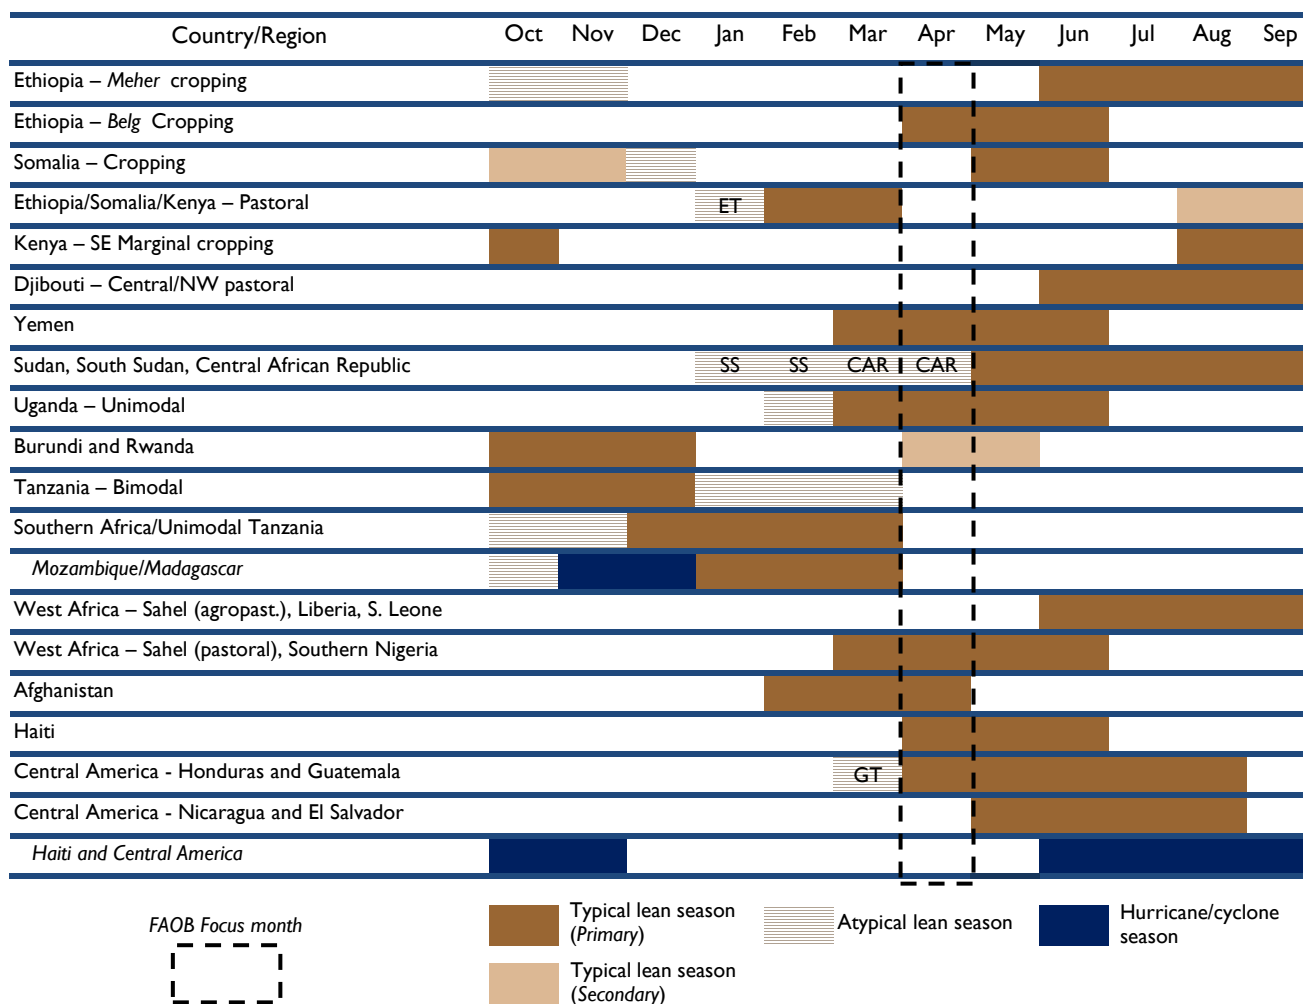 Country/Region Oct Nov Dec Jan Feb Mar Apr May Jun Jul Aug Sep
Ethiopia – Meher cropping
Ethiopia – Belg Cropping
Somalia – Cropping
Ethiopia/Somalia/Kenya – Pastoral ET
Kenya – SE Marginal cropping
Djibouti – Central/NW pastoral
Yemen
Sudan, South Sudan, Central African Republic SS SS CAR CAR
Uganda – Unimodal
Burundi and Rwanda
Tanzania – Bimodal
Southern Africa/Unimodal Tanzania
Mozambique/Madagascar
West Africa – Sahel (agropast.), Liberia, S. Leone
West Africa – Sahel (pastoral), Southern Nigeria
Afghanistan
Haiti
Central America - Honduras and Guatemala GT
Central America - Nicaragua and El Salvador
Haiti and Central America
FAOB Focus month
Typical lean season
(Primary)
Typical lean season
(Secondary)
Atypical lean season
Hurricane/cyclone
season